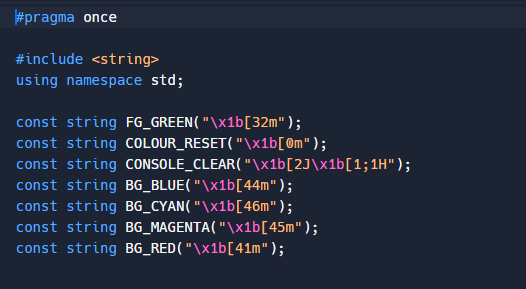 #pragma once
#include <string>
using namespace std;
const string FG_GREEN("\x1b[32m");
const string COLOUR_RESET("\x1b[0m");
const string CONSOLE_CLEAR("\x1b[2J\x1b[1;1H");
const string BG_BLUE("\x1b[44m");
const string BG_CYAN("\x1b[46m");
const string BG_MAGENTA("\x1b[45m");
const string BG_RED("\x1b[41m");